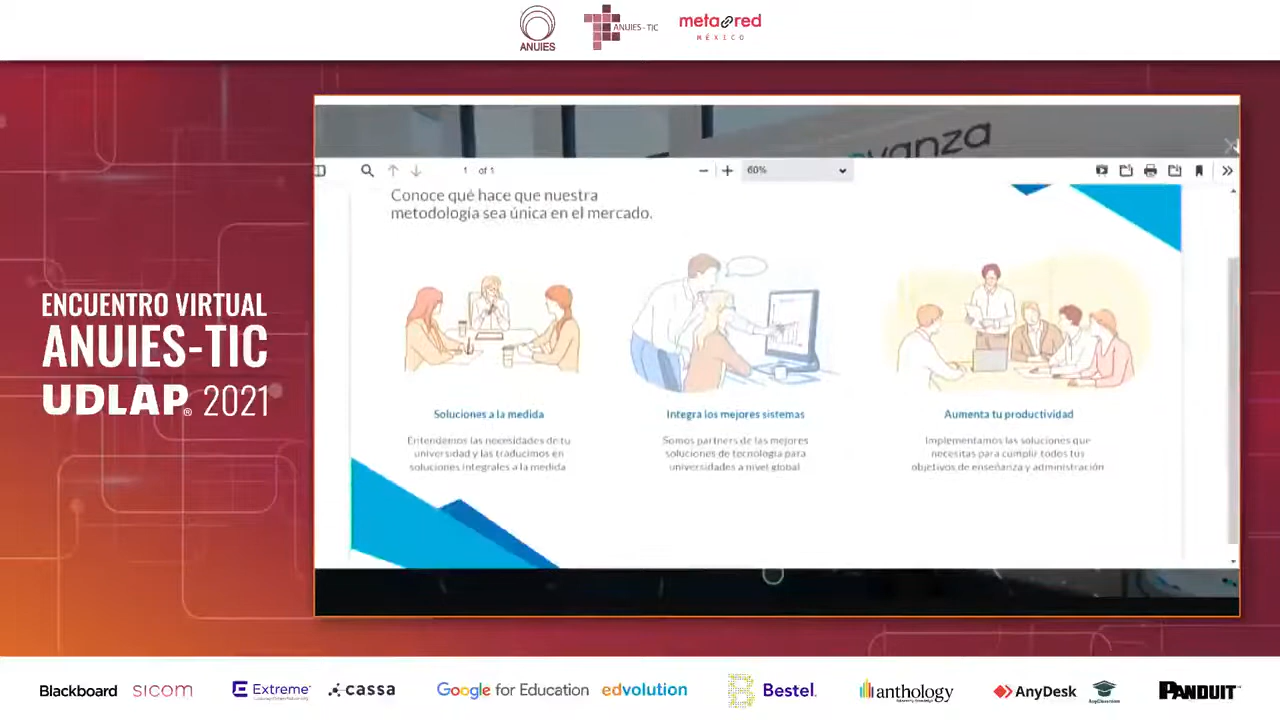 ANUIES
ANUIES-TIC
metared
MÉXICO
vanza
1 of 1
60%
Conoce qué hace que nuestra
metodología sea única en el mercado.
ENCUENTRO VIRTUAL
ANUIES-TIC
UDLAP® 2021
Soluciones a la medida
Entendemos las necesidades de tu
universidad y las traducimos en
soluciones integrales a la medida
Integra los mejores sistemas
Somos partners de las mejores
soluciones de tecnología para
universidades a nivel global
Aumenta tu productividad
Implementamos las soluciones que
necesitas para cumplir todos tus
objetivos de enseñanza y administración
Blackboard
sicom
Extreme
cassa
Google for Education
edvolution
Bestel
anthology
AnyDesk
PANDUIT